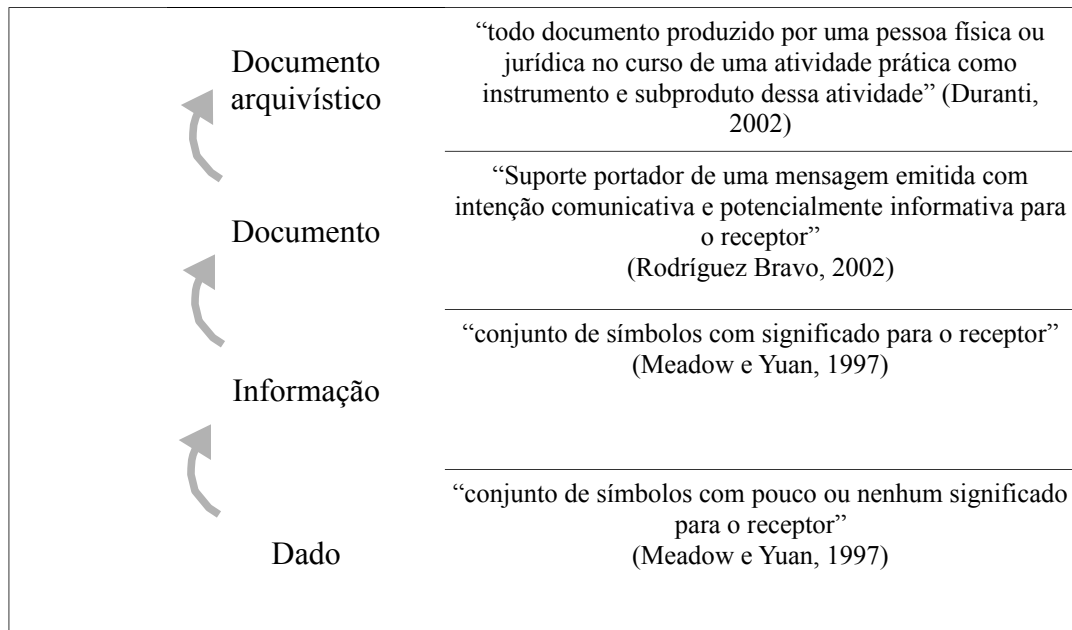 Documento
arquivístico
“todo documento produzido por uma pessoa física ou
jurídica no curso de uma atividade prática como
instrumento e subproduto dessa atividade” (Duranti,
2002)
Documento
“Suporte portador de uma mensagem emitida com
intenção comunicativa e potencialmente informativa para
o receptor”
(Rodríguez Bravo, 2002)
Informação
“conjunto de símbolos com significado para o receptor”
(Meadow e Yuan, 1997)
Dado
“conjunto de símbolos com pouco ou nenhum significado
para o receptor”
(Meadow e Yuan, 1997)